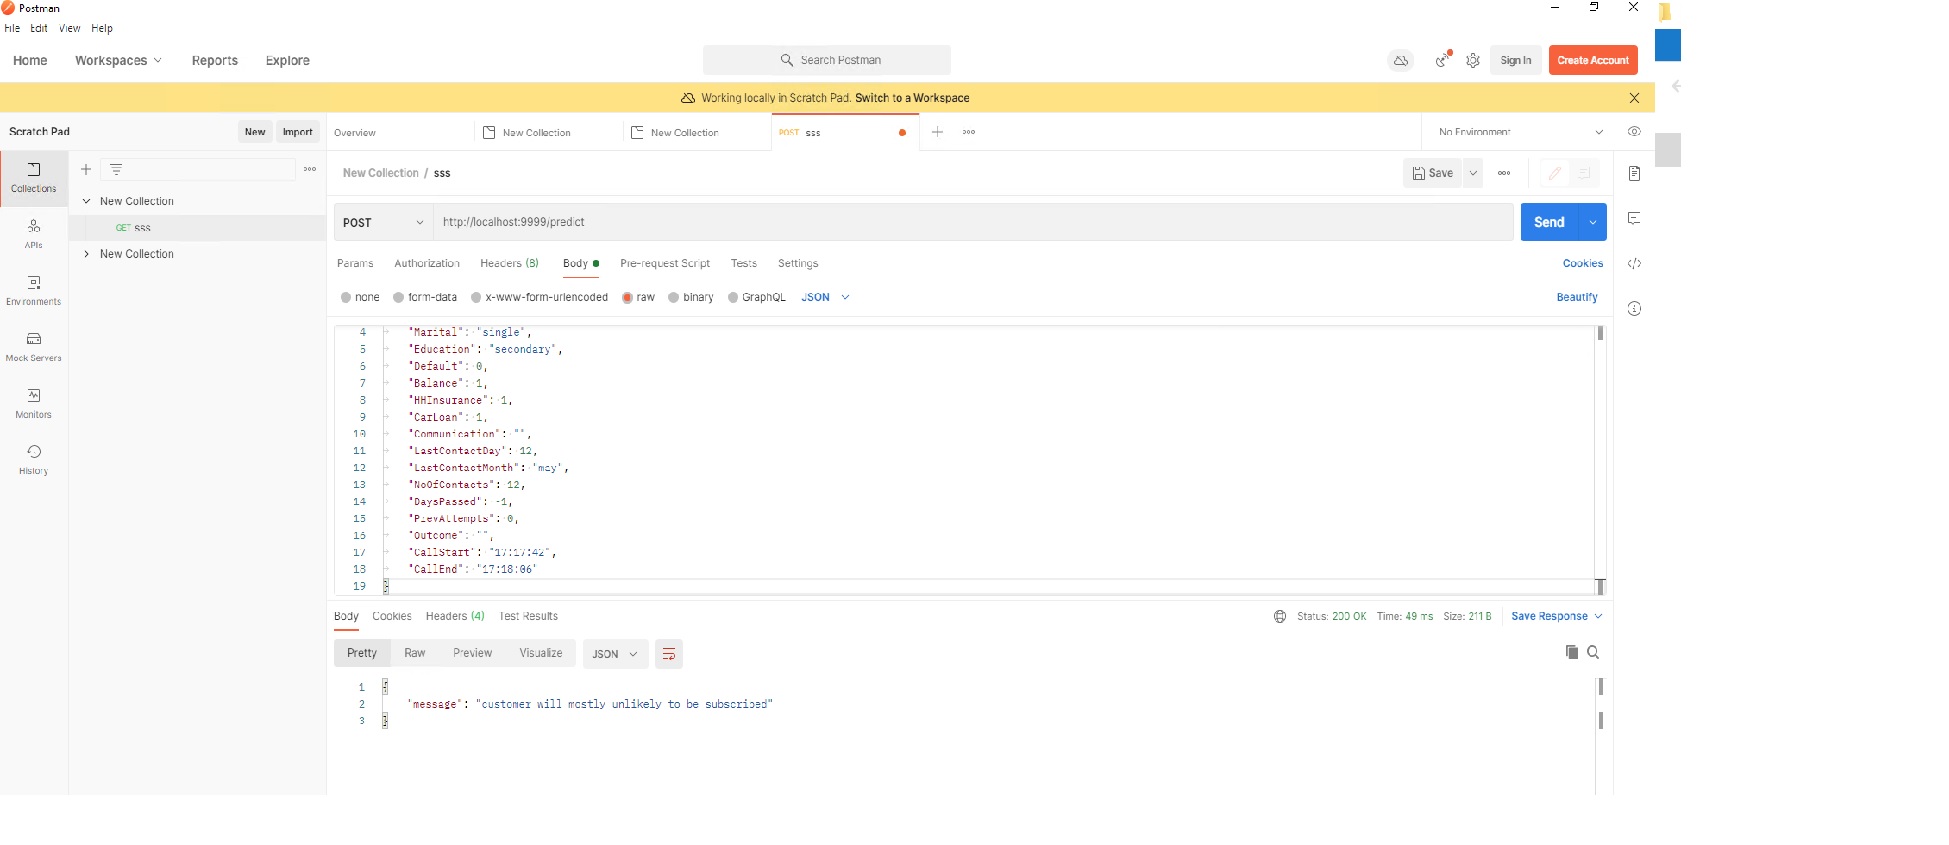 Postman
File Edit View Help
Home Workspaces Reports Explore
Search Postman
Sign In Create Account
Working locally in Scratch Pad. Switch to a Workspace
Scratch Pad New Import
Overview New Collection New Collection POST sss No Environment
Collections
APIs
Environments
Mock Servers
Monitors
History
New Collection
GET sss
New Collection
New Collection / sss
Save
POST http://localhost:9999/predict Send
Params Authorization Headers (8) Body Pre-request Script Tests Settings Cookies
none form-data x-www-form-urlencoded raw binary GraphQL JSON Beautify
4 "Marital": "single",
5 "Education": "secondary",
6 "Default": 0,
7 "Balance": 1,
8 "HHInsurance": 1,
9 "CarLoan": 1,
10 "Communication": "",
11 "LastContactDay": 12,
12 "LastContactMonth": "may",
13 "NoOfContacts": 12,
14 "DaysPassed": -1,
15 "PrevAttempts": 0,
16 "Outcome": "",
17 "CallStart": "17:17:42",
18 "CallEnd": "17:18:06"
19 }
Body Cookies Headers (4) Test Results Status: 200 OK Time: 49 ms Size: 211 B Save Response
Pretty Raw Preview Visualize JSON
1 {
2 "message": "customer will mostly unlikely to be subscribed"
3 }